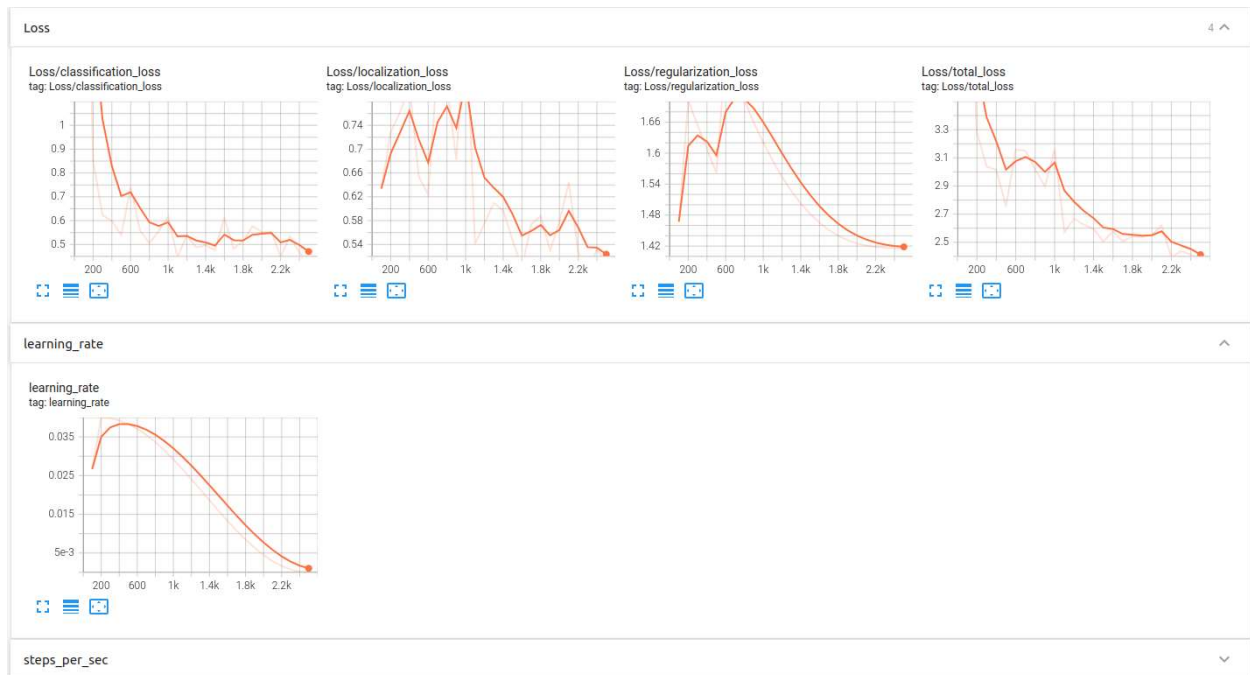 Loss
4
Loss/classification_loss
tag: Loss/classification_loss
1
0.9
0.8
0.7
0.6
0.5
200 600 1k 1.4k 1.8k 2.2k
Loss/localization_loss
tag: Loss/localization_loss
0.74
0.7
0.66
0.62
0.58
0.54
200 600 1k 1.4k 1.8k 2.2k
Loss/regularization_loss
tag: Loss/regularization_loss
1.66
1.6
1.54
1.48
1.42
200 600 1k 1.4k 1.8k 2.2k
Loss/total_loss
tag: Loss/total_loss
3.3
3.1
2.9
2.7
2.5
200 600 1k 1.4k 1.8k 2.2k
learning_rate
learning_rate
tag: learning_rate
0.035
0.025
0.015
5e-3
200 600 1k 1.4k 1.8k 2.2k
steps_per_sec